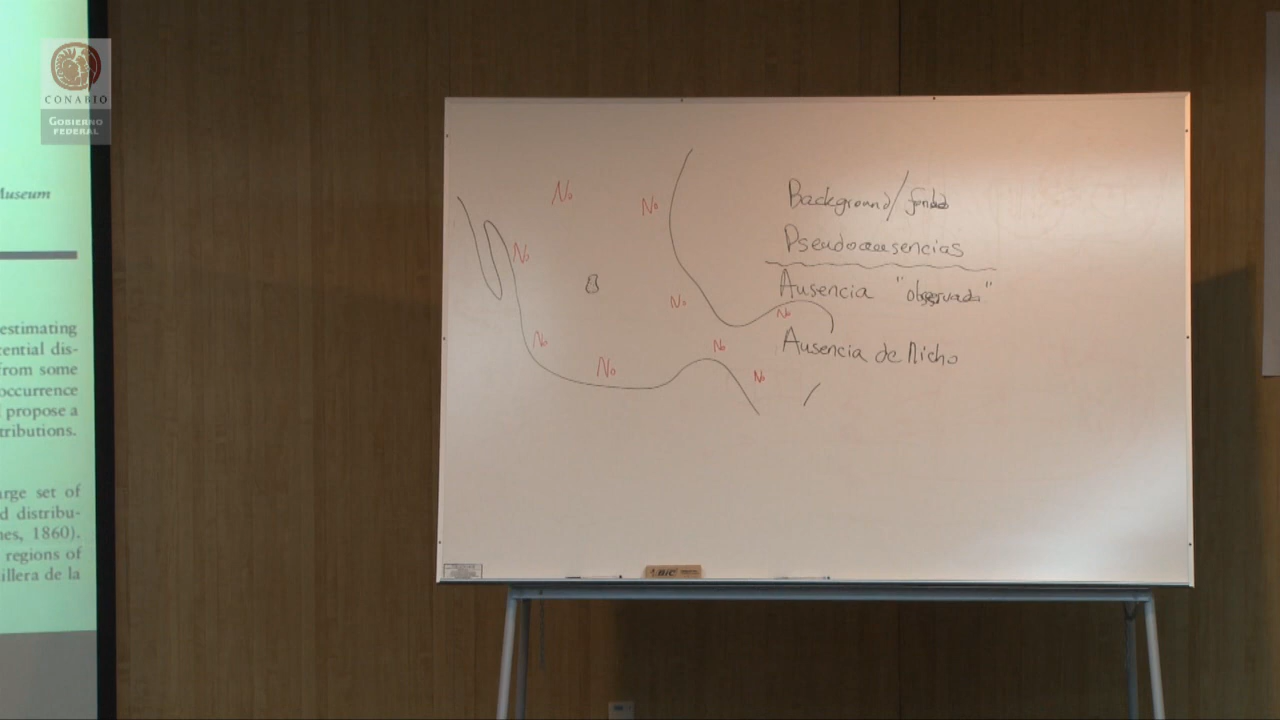 CONABIO
GOBIERNO
FEDERAL
Museum
estimating
ential dis-
from some
occurrence
propose a
tributions.
arge set of
d distribu-
nes, 1860).
regions of
illera de la
No
No
No
No
No
No
No
No
No
Background/fondo
Pseudoausencias
Ausencia "observada"
Ausencia de Nicho
BIC